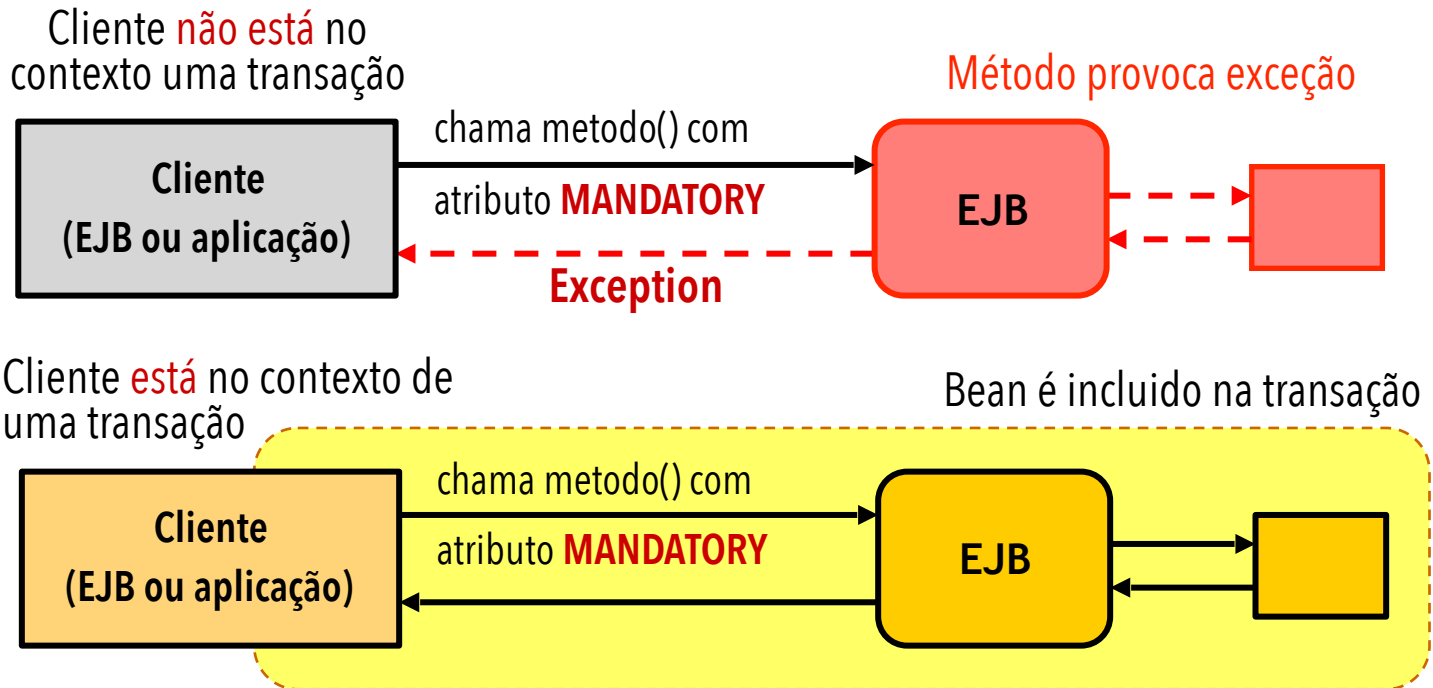 Cliente não está no
contexto uma transação
Método provoca exceção
Cliente
(EJB ou aplicação)
chama metodo() com
atributo MANDATORY
Exception
EJB
Cliente está no contexto de
uma transação
Bean é incluido na transação
Cliente
(EJB ou aplicação)
chama metodo() com
atributo MANDATORY
EJB